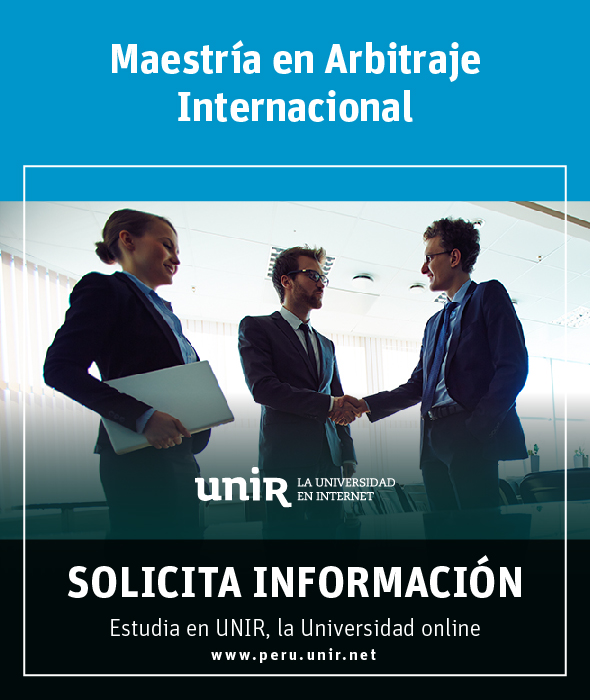 Maestría en Arbitraje
Internacional
unir LA UNIVERSIDAD
EN INTERNET
SOLICITA INFORMACIÓN
Estudia en UNIR, la Universidad online
www.peru.unir.net